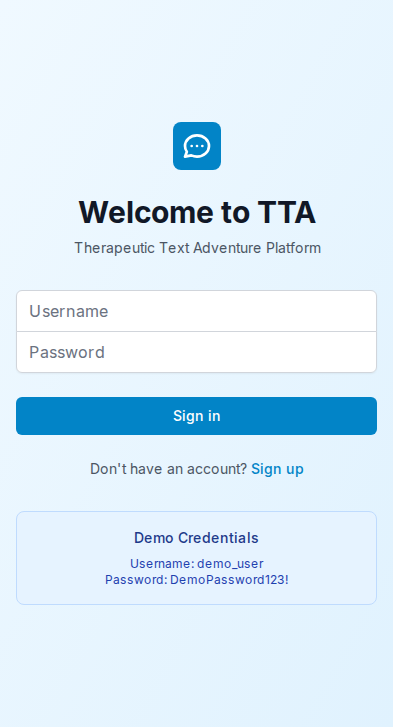 Welcome to TTA
Therapeutic Text Adventure Platform
Username
Password
Sign in
Don't have an account? Sign up
Demo Credentials
Username: demo_user
Password: DemoPassword123!